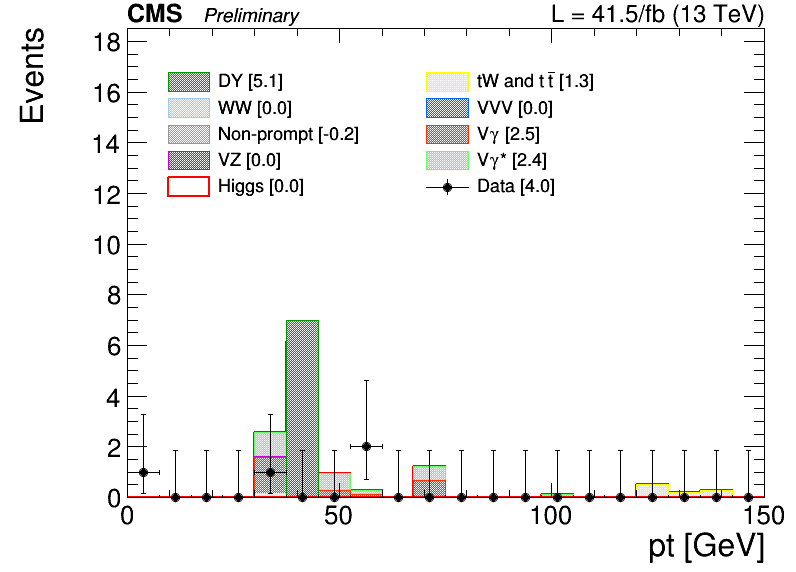 CMS Preliminary L = 41.5/fb (13 TeV)
Events
18
16
14
12
10
8
6
4
2
0
DY [5.1]
WW [0.0]
Non-prompt [-0.2]
VZ [0.0]
Higgs [0.0]
tW and tt̅ [1.3]
VVV [0.0]
Vγ [2.5]
Vγ* [2.4]
Data [4.0]
0 50 100 150
pt [GeV]